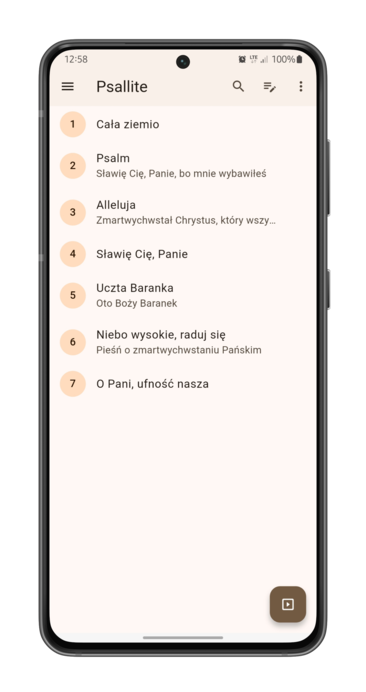 12:58
LTE 100%
Psallite
1 Cała ziemio
2 Psalm
Sławię Cię, Panie, bo mnie wybawiłeś
3 Alleluja
Zmartwychwstał Chrystus, który wszy...
4 Sławię Cię, Panie
5 Uczta Baranka
Oto Boży Baranek
6 Niebo wysokie, raduj się
Pieśń o zmartwychwstaniu Pańskim
7 O Pani, ufność nasza